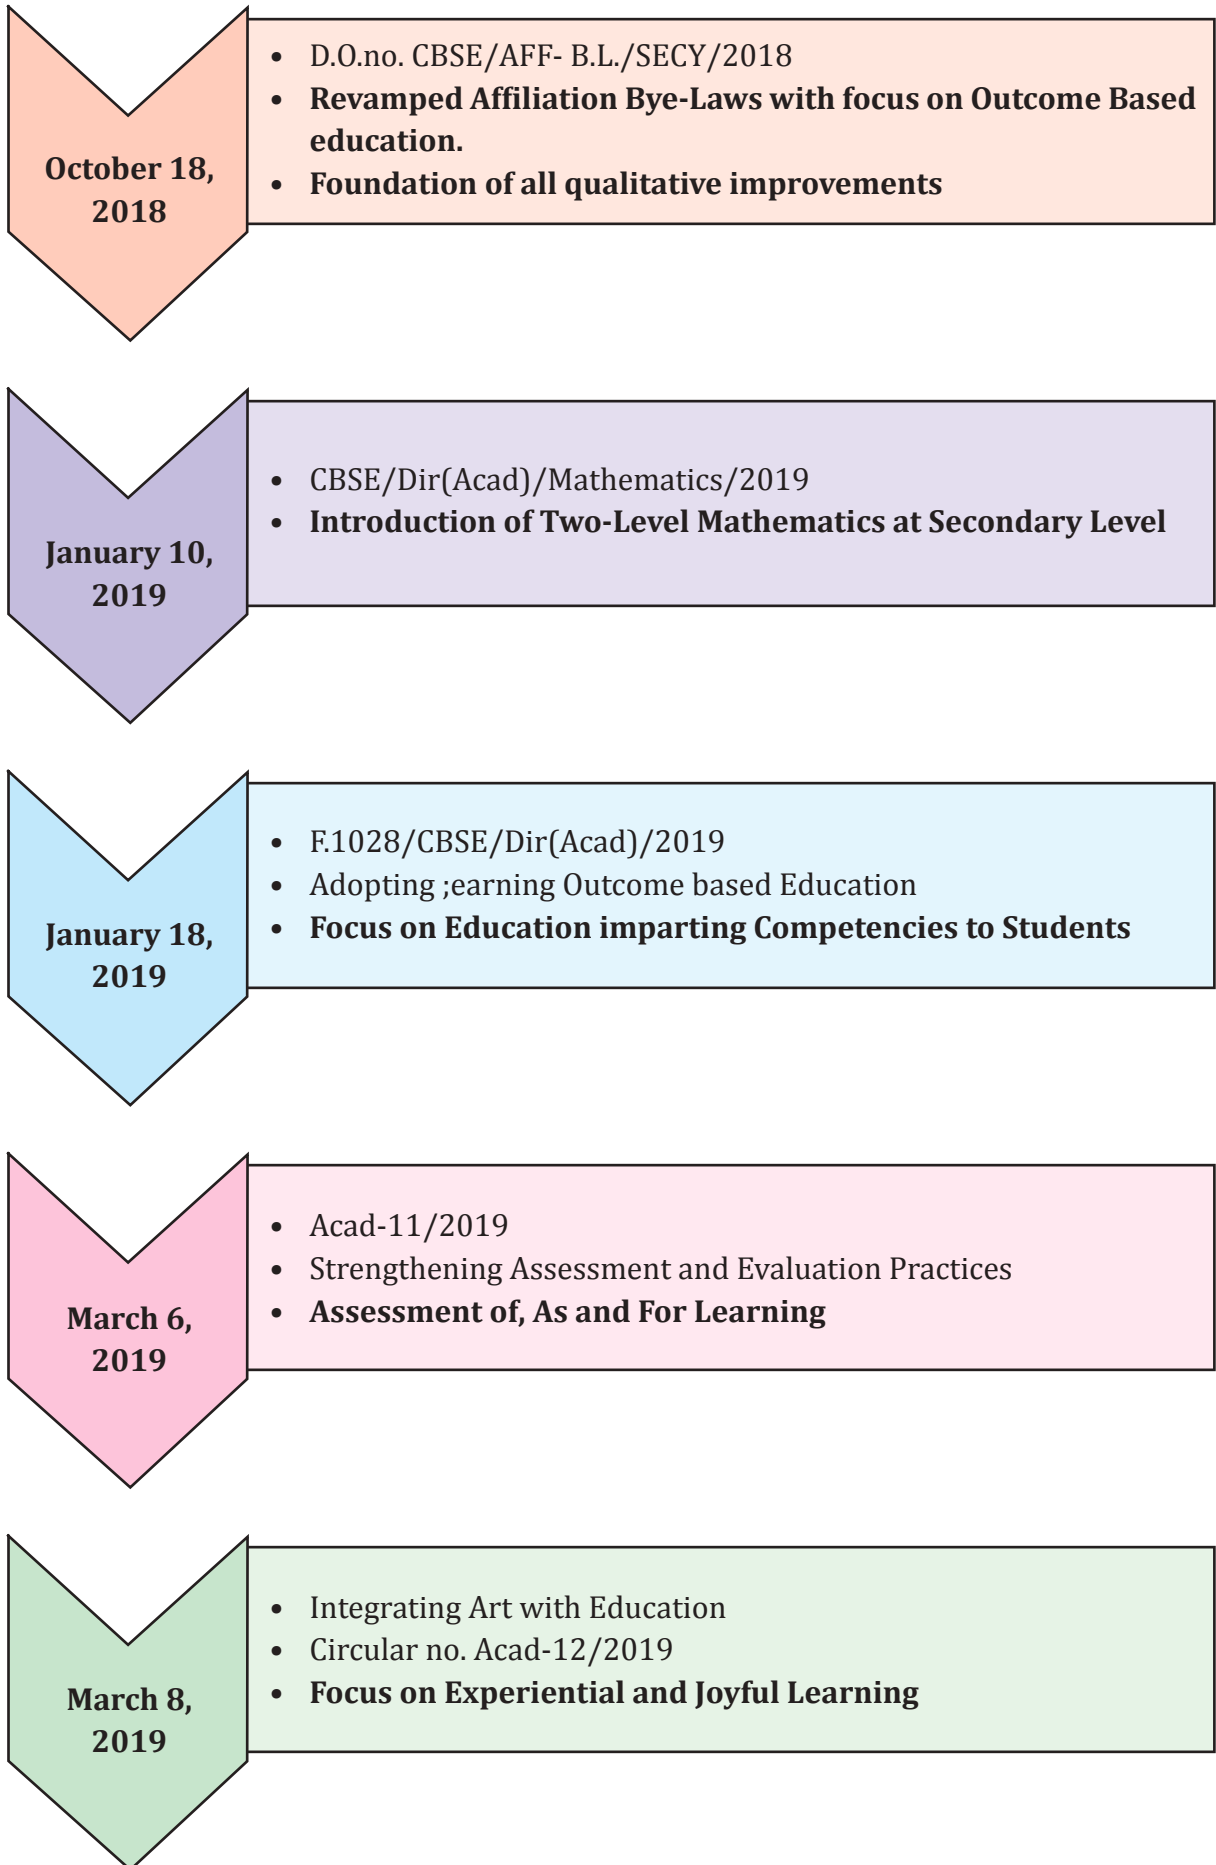 October 18,
2018
• D.O.no. CBSE/AFF- B.L./SECY/2018
• Revamped Affiliation Bye-Laws with focus on Outcome Based
education.
• Foundation of all qualitative improvements
January 10,
2019
• CBSE/Dir(Acad)/Mathematics/2019
• Introduction of Two-Level Mathematics at Secondary Level
January 18,
2019
• F.1028/CBSE/Dir(Acad)/2019
• Adopting ;earning Outcome based Education
• Focus on Education imparting Competencies to Students
March 6,
2019
• Acad-11/2019
• Strengthening Assessment and Evaluation Practices
• Assessment of, As and For Learning
March 8,
2019
• Integrating Art with Education
• Circular no. Acad-12/2019
• Focus on Experiential and Joyful Learning